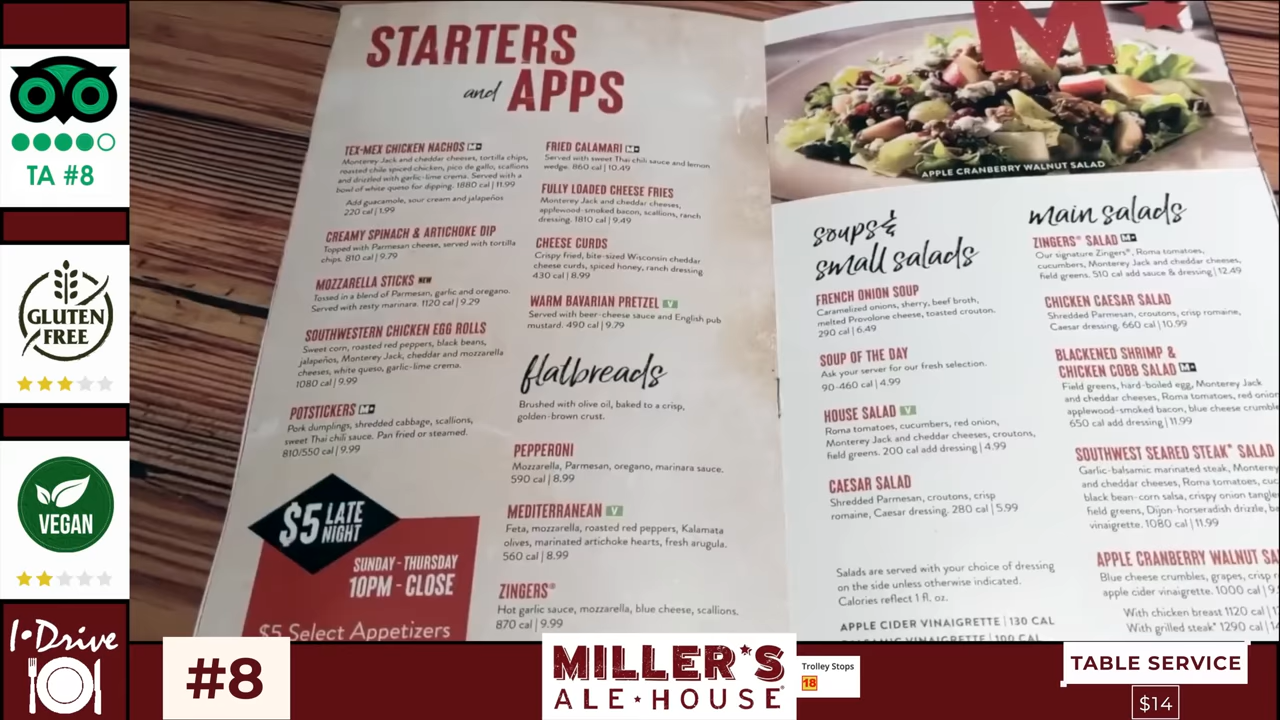 TA #8
GLUTEN
FREE
VEGAN
I•Drive
STARTERS
and APPS
TEX-MEX CHICKEN NACHOS M★
Monterey Jack and cheddar cheeses, tortilla chips,
roasted chile spiced chicken, pico de gallo, scallions
and drizzled with garlic-lime crema. Served with a
bowl of white queso for dipping. 1880 cal | 11.99
Add guacamole, sour cream and jalapeños
220 cal | 1.99
CREAMY SPINACH & ARTICHOKE DIP
Topped with Parmesan cheese, served with tortilla
chips. 810 cal | 9.79
MOZZARELLA STICKS NEW
Tossed in a blend of Parmesan, garlic and oregano.
Served with zesty marinara. 1120 cal | 9.29
SOUTHWESTERN CHICKEN EGG ROLLS
Sweet corn, roasted red peppers, black beans,
jalapeños, Monterey Jack, cheddar and mozzarella
cheeses, white queso, garlic-lime crema.
1080 cal | 9.99
POTSTICKERS M★
Pork dumplings, shredded cabbage, scallions,
sweet Thai chili sauce. Pan fried or steamed.
810/550 cal | 9.99
$5 LATE
NIGHT
SUNDAY - THURSDAY
10PM - CLOSE
$5 Select Appetizers
FRIED CALAMARI M★
Served with sweet Thai chili sauce and lemon
wedge. 860 cal | 10.49
FULLY LOADED CHEESE FRIES
Monterey Jack and cheddar cheeses,
applewood-smoked bacon, scallions, ranch
dressing. 1810 cal | 9.49
CHEESE CURDS
Crispy fried, bite-sized Wisconsin cheddar
cheese curds, spiced honey, ranch dressing
430 cal | 8.99
WARM BAVARIAN PRETZEL V
Served with beer-cheese sauce and English pub
mustard. 490 cal | 9.79
flatbreads
Brushed with olive oil, baked to a crisp,
golden-brown crust.
PEPPERONI
Mozzarella, Parmesan, oregano, marinara sauce.
590 cal | 8.99
MEDITERRANEAN V
Feta, mozzarella, roasted red peppers, Kalamata
olives, marinated artichoke hearts, fresh arugula.
560 cal | 8.99
ZINGERS®
Hot garlic sauce, mozzarella, blue cheese, scallions.
870 cal | 9.99
M★
APPLE CRANBERRY WALNUT SALAD
soups &
small salads
FRENCH ONION SOUP
Caramelized onions, sherry, beef broth,
melted Provolone cheese, toasted crouton.
290 cal | 6.49
SOUP OF THE DAY
Ask your server for our fresh selection.
90-460 cal | 4.99
HOUSE SALAD V
Roma tomatoes, cucumbers, red onion,
Monterey Jack and cheddar cheeses, croutons,
field greens. 200 cal add dressing | 4.99
CAESAR SALAD
Shredded Parmesan, croutons, crisp
romaine, Caesar dressing. 280 cal | 5.99
Salads are served with your choice of dressing
on the side unless otherwise indicated.
Calories reflect 1 fl. oz.
APPLE CIDER VINAIGRETTE | 130 CAL
BALSAMIC VINAIGRETTE | 100 CAL
main salads
ZINGERS® SALAD M★
Our signature Zingers®, Roma tomatoes,
cucumbers, Monterey Jack and cheddar cheeses,
field greens. 510 cal add sauce & dressing | 12.49
CHICKEN CAESAR SALAD
Shredded Parmesan, croutons, crisp romaine,
Caesar dressing. 660 cal | 10.99
BLACKENED SHRIMP &
CHICKEN COBB SALAD M★
Field greens, hard-boiled egg, Monterey Jack
and cheddar cheeses, Roma tomatoes, red onion
applewood-smoked bacon, blue cheese crumble
650 cal add dressing | 11.99
SOUTHWEST SEARED STEAK* SALAD
Garlic-balsamic marinated steak, Monterey
and cheddar cheeses, Roma tomatoes, cuc
black bean-corn salsa, crispy onion tangle
field greens, Dijon-horseradish drizzle, b
vinaigrette. 1080 cal | 11.99
APPLE CRANBERRY WALNUT SA
Blue cheese crumbles, grapes, crisp
apple cider vinaigrette. 1000 cal | 9
With chicken breast 1120 cal | 1
With grilled steak* 1290 cal | 1
#8
MILLER★S
ALE★HOUSE®
Trolley Stops
18
TABLE SERVICE
$14